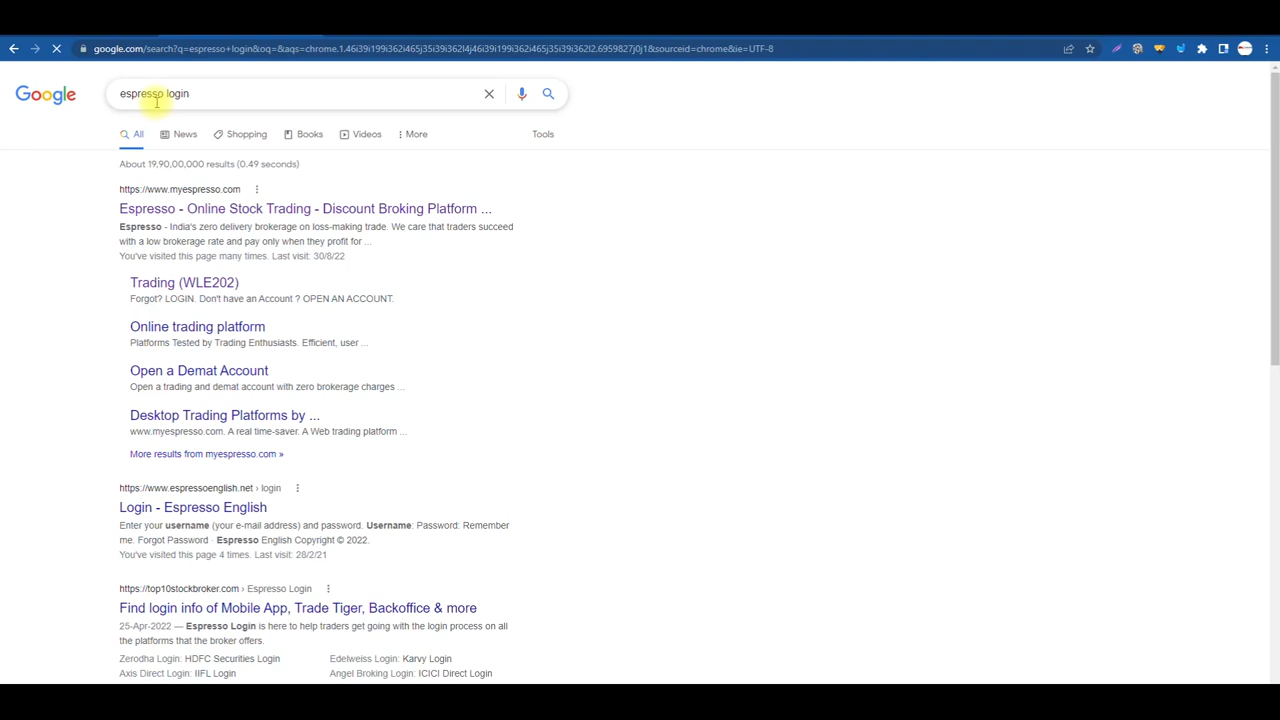 google.com/search?q=espresso+login&oq=&aqs=chrome.1.46i39i199i362i465j35i39i362l4j46i39i199i362i465j35i39i362l2.6959827j0j1&sourceid=chrome&ie=UTF-8
Google
espresso login
All News Shopping Books Videos More Tools
About 19,90,00,000 results (0.49 seconds)
https://www.myespresso.com
Espresso - Online Stock Trading - Discount Broking Platform ...
Espresso - India's zero delivery brokerage on loss-making trade. We care that traders succeed
with a low brokerage rate and pay only when they profit for ...
You've visited this page many times. Last visit: 30/8/22
Trading (WLE202)
Forgot? LOGIN. Don't have an Account ? OPEN AN ACCOUNT.
Online trading platform
Platforms Tested by Trading Enthusiasts. Efficient, user ...
Open a Demat Account
Open a trading and demat account with zero brokerage charges ...
Desktop Trading Platforms by ...
www.myespresso.com. A real time-saver. A Web trading platform ...
More results from myespresso.com »
https://www.espressoenglish.net › login
Login - Espresso English
Enter your username (your e-mail address) and password. Username: Password: Remember
me. Forgot Password · Espresso English Copyright © 2022.
You've visited this page 4 times. Last visit: 28/2/21
https://top10stockbroker.com › Espresso Login
Find login info of Mobile App, Trade Tiger, Backoffice & more
25-Apr-2022 — Espresso Login is here to help traders get going with the login process on all
the platforms that the broker offers.
Zerodha Login: HDFC Securities Login Edelweiss Login: Karvy Login
Axis Direct Login: IIFL Login Angel Broking Login: ICICI Direct Login